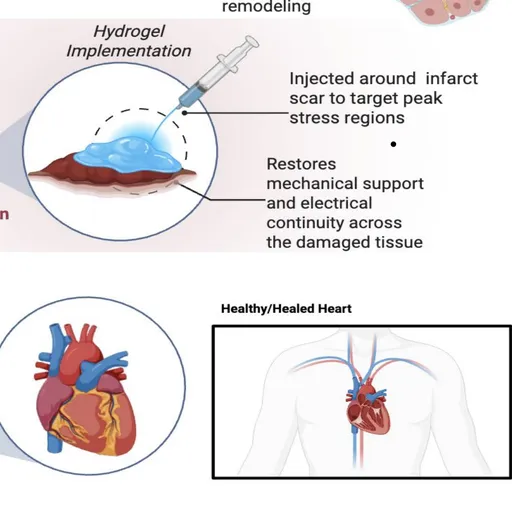 remodeling
Hydrogel
Implementation
Injected around infarct
scar to target peak
stress regions
Restores
mechanical support
and electrical
continuity across
the damaged tissue
n
Healthy/Healed Heart